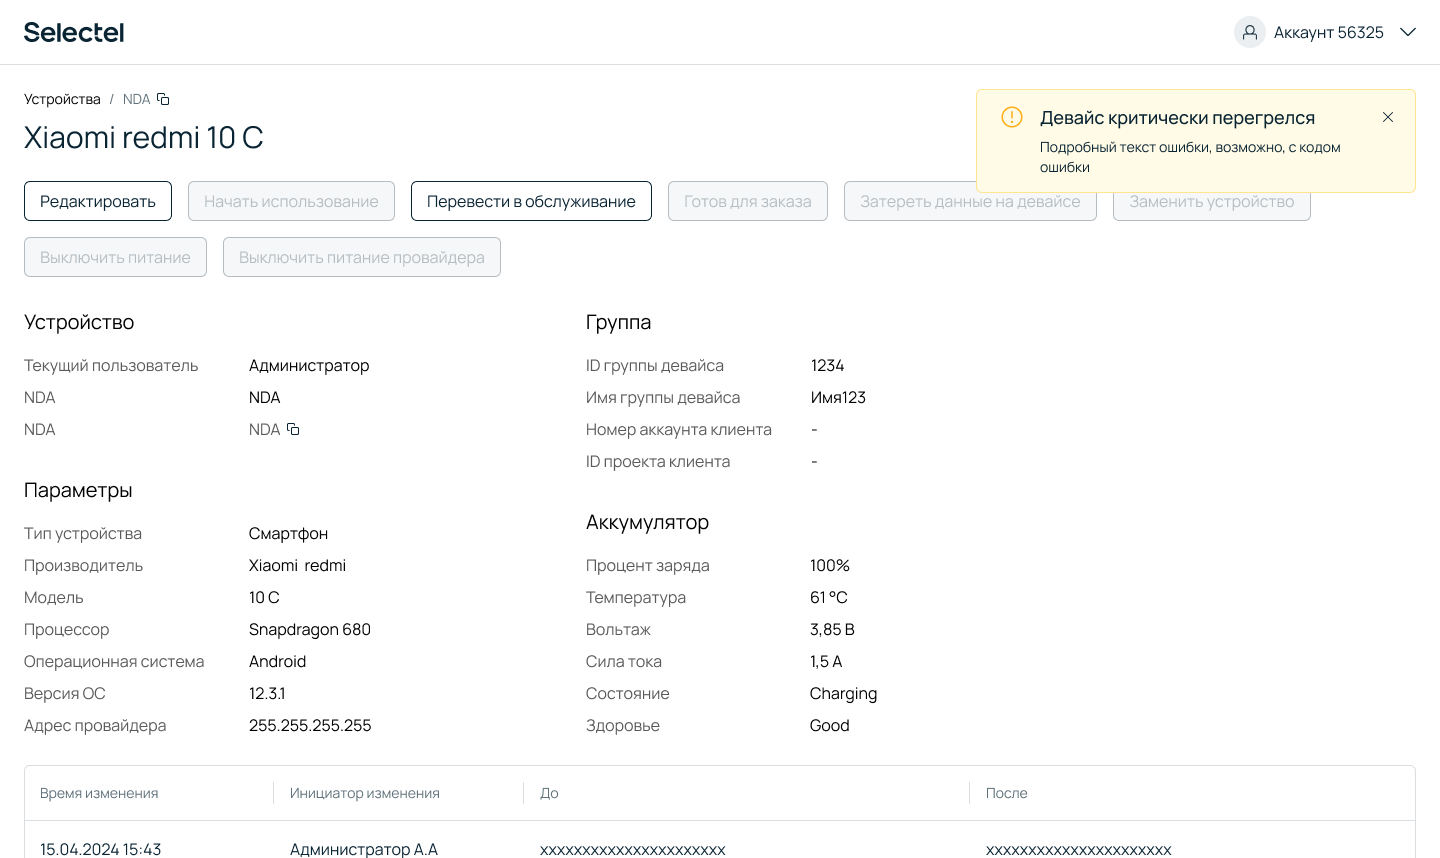 Selectel
Аккаунт 56325
Устройства / NDA
Xiaomi redmi 10 C
Девайс критически перегрелся
Подробный текст ошибки, возможно, с кодом
ошибки
Редактировать
Начать использование
Перевести в обслуживание
Готов для заказа
Затереть данные на девайсе
Заменить устройство
Выключить питание
Выключить питание провайдера
Устройство
Текущий пользователь Администратор
NDA NDA
NDA NDA
Параметры
Тип устройства Смартфон
Производитель Xiaomi redmi
Модель 10 C
Процессор Snapdragon 680
Операционная система Android
Версия ОС 12.3.1
Адрес провайдера 255.255.255.255
Группа
ID группы девайса 1234
Имя группы девайса Имя123
Номер аккаунта клиента -
ID проекта клиента -
Аккумулятор
Процент заряда 100%
Температура 61 °C
Вольтаж 3,85 В
Сила тока 1,5 А
Состояние Charging
Здоровье Good
Время изменения Инициатор изменения До После
15.04.2024 15:43 Администратор А.А xxxxxxxxxxxxxxxxxxxxxx xxxxxxxxxxxxxxxxxxxxxx